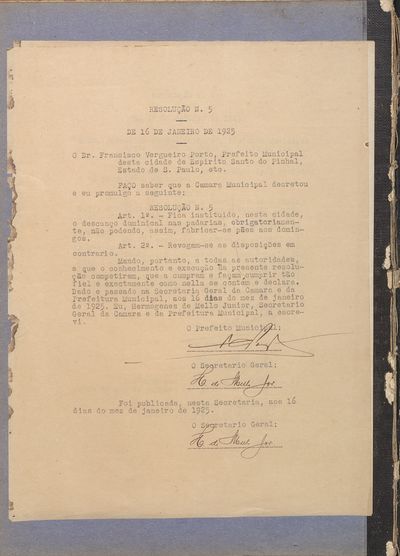 RESOLUÇÃO N. 5
DE 16 DE JANEIRO DE 1925
O Dr. Francisco Vergueiro Porto, Prefeito Municipal
desta cidade de Espirito Santo do Pinhal,
Estado de S. Paulo, etc.
FAÇO saber que a Camara Municipal decretou
e eu promulgo a seguinte:
RESOLUÇÃO N. 5
Art. 1º. - Fica instituido, nesta cidade,
o descanço dominical nas padarias, obrigatoriamen-
te, não podendo, assim, fabricar-se pães aos domin-
gos.
Art. 2º. - Revogam-se as disposições em
contrario.
Mando, portanto, a todas as autoridades,
a que o conhecimento e execução da presente resolu-
ção competirem, que a cumpram e façam cumprir tão
fiel e exactamente como nella se contem e declara.
Dado e passado na Secretaria Geral da Camara e da
Prefeitura Municipal, aos 16 dias do mez de janeiro
de 1925. Eu, Hermogenes de Mello Junior, Secretario
Geral da Camara e da Prefeitura Municipal, a escre-
vi.
O Prefeito Municipal:
O Secretario Geral:
H. de Mello Jor
Foi publicada, nesta Secretaria, aos 16
dias do mez de janeiro de 1925.
O Secretario Geral:
H. de Mello Jor